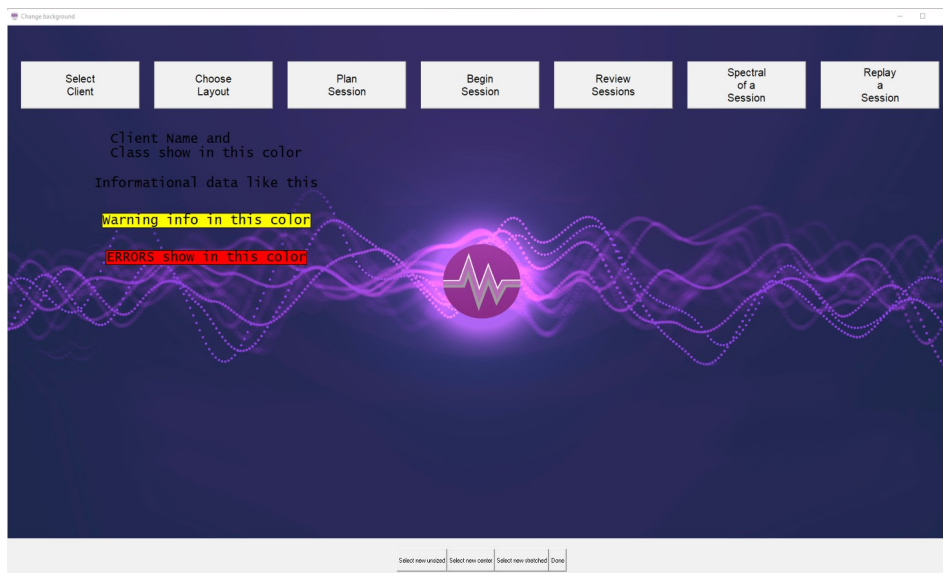 Change background
Select
Client
Choose
Layout
Plan
Session
Begin
Session
Review
Sessions
Spectral
of a
Session
Replay
a
Session
Client Name and
Class show in this color
Informational data like this
Warning info in this color
ERRORS show in this color
Select new unsized
Select new center
Select new stretched
Done